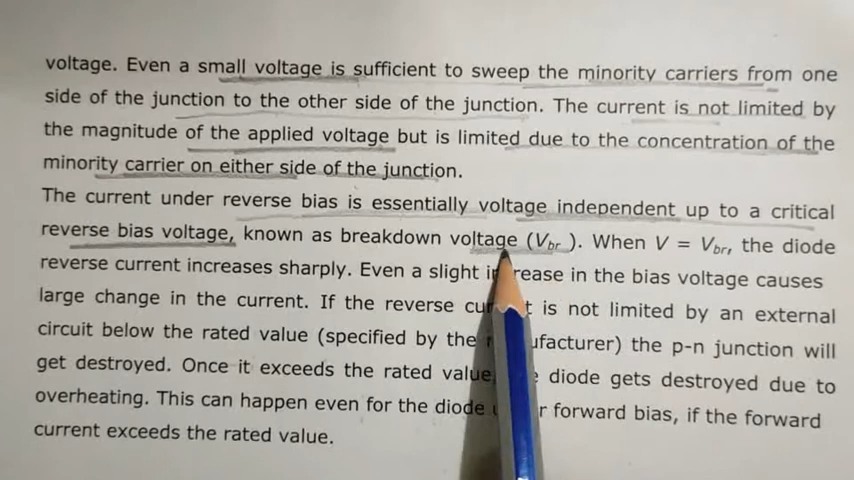 voltage. Even a small voltage is sufficient to sweep the minority carriers from one
side of the junction to the other side of the junction. The current is not limited by
the magnitude of the applied voltage but is limited due to the concentration of the
minority carrier on either side of the junction.
The current under reverse bias is essentially voltage independent up to a critical
reverse bias voltage, known as breakdown voltage (Vbr ). When V = Vbr, the diode
reverse current increases sharply. Even a slight in rease in the bias voltage causes
large change in the current. If the reverse cu t is not limited by an external
circuit below the rated value (specified by the ufacturer) the p-n junction will
get destroyed. Once it exceeds the rated value, diode gets destroyed due to
overheating. This can happen even for the diode r forward bias, if the forward
current exceeds the rated value.